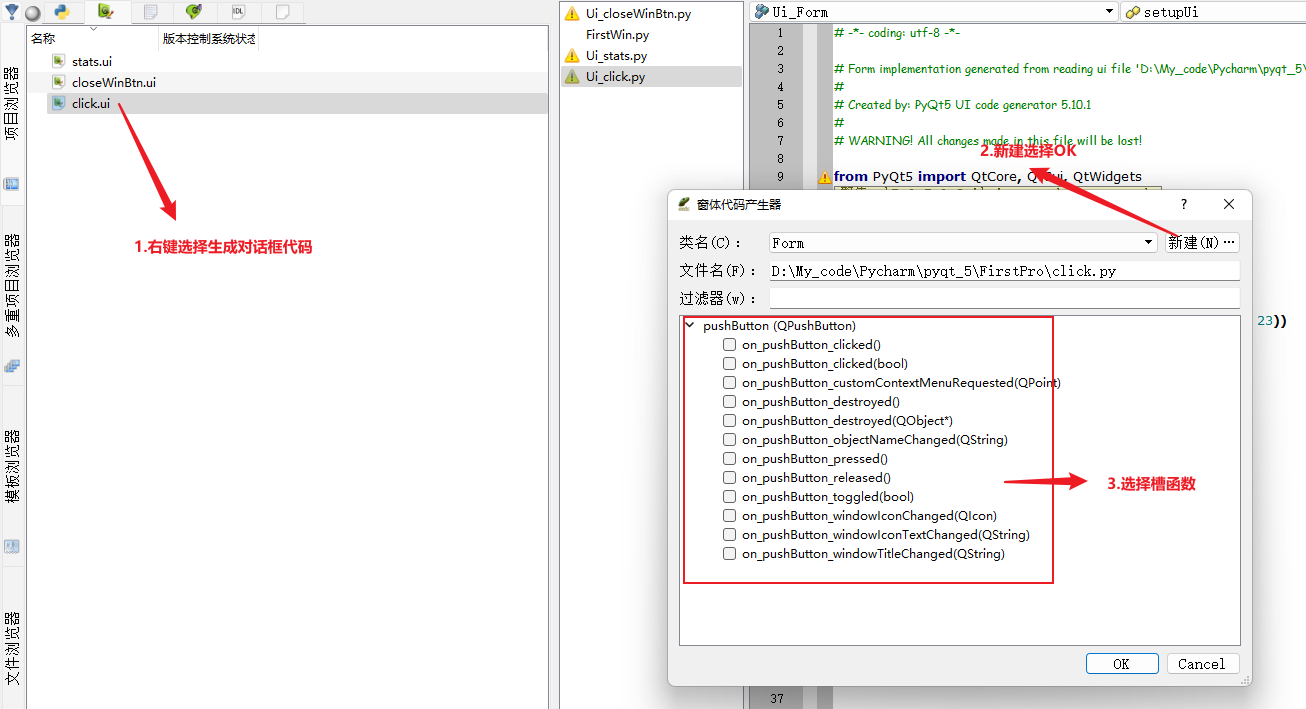 IDL
名称
版本控制系统状态
stats.ui
closeWinBtn.ui
click.ui
项目浏览器
多重项目浏览器
模板浏览器
文件浏览器
1.右键选择生成对话框代码
Ui_closeWinBtn.py
FirstWin.py
Ui_stats.py
Ui_click.py
Ui_Form
setupUi
1 # -*- coding: utf-8 -*-
2
3 # Form implementation generated from reading ui file 'D:\My_code\Pycharm\pyqt_5\
4 #
5 # Created by: PyQt5 UI code generator 5.10.1
6 #
7 # WARNING! All changes made in this file will be lost!
8
9 from PyQt5 import QtCore, QtGui, QtWidgets
2.新建选择OK
窗体代码产生器
?
类名(C)：
Form
新建(N)…
文件名(F)：
D:\My_code\Pycharm\pyqt_5\FirstPro\click.py
过滤器(w)：
pushButton (QPushButton)
on_pushButton_clicked()
on_pushButton_clicked(bool)
on_pushButton_customContextMenuRequested(QPoint)
on_pushButton_destroyed()
on_pushButton_destroyed(QObject*)
on_pushButton_objectNameChanged(QString)
on_pushButton_pressed()
on_pushButton_released()
on_pushButton_toggled(bool)
on_pushButton_windowIconChanged(QIcon)
on_pushButton_windowIconTextChanged(QString)
on_pushButton_windowTitleChanged(QString)
3.选择槽函数
23))
OK
Cancel
37